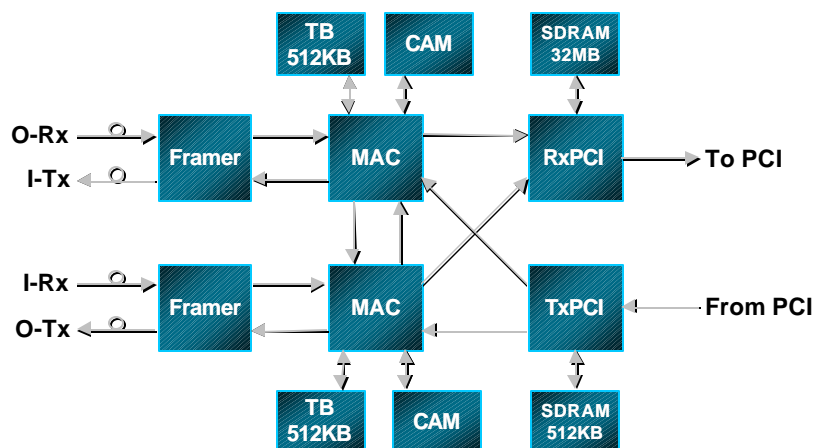 TB
512KB
CAM
SDRAM
32MB
O-Rx
I-Tx
Framer
MAC
RxPCI
To PCI
I-Rx
O-Tx
Framer
MAC
TxPCI
From PCI
TB
512KB
CAM
SDRAM
512KB